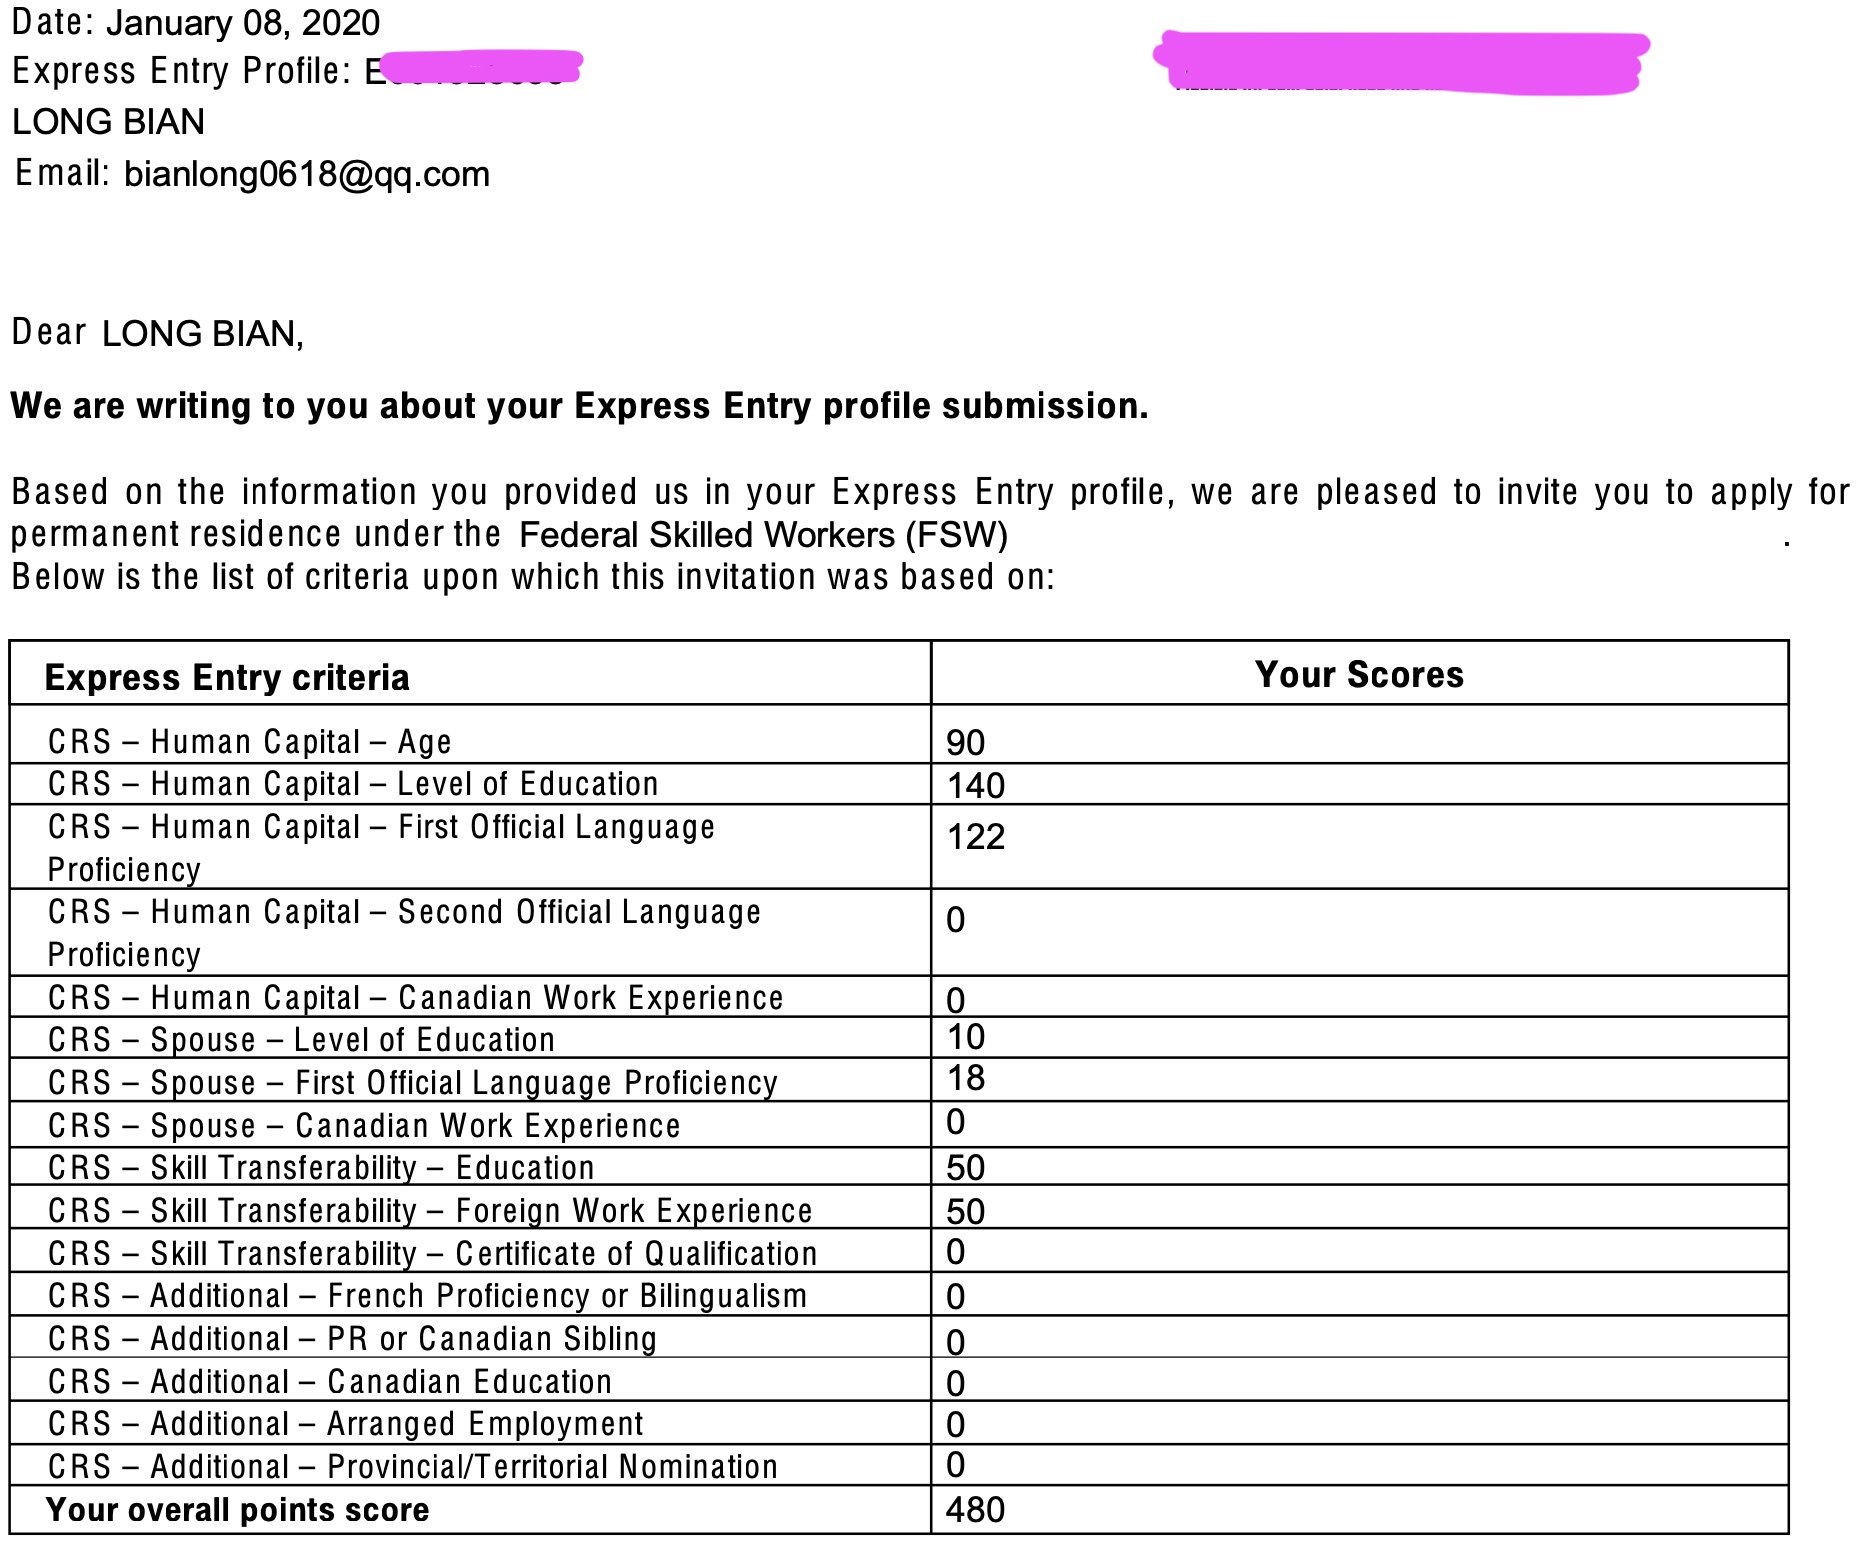 Date: January 08, 2020
Express Entry Profile: E
LONG BIAN
Email: bianlong0618@qq.com
Dear LONG BIAN,
We are writing to you about your Express Entry profile submission.
Based on the information you provided us in your Express Entry profile, we are pleased to invite you to apply for
permanent residence under the Federal Skilled Workers (FSW) .
Below is the list of criteria upon which this invitation was based on:
Express Entry criteria Your Scores
CRS – Human Capital – Age 90
CRS – Human Capital – Level of Education 140
CRS – Human Capital – First Official Language
Proficiency 122
CRS – Human Capital – Second Official Language
Proficiency 0
CRS – Human Capital – Canadian Work Experience 0
CRS – Spouse – Level of Education 10
CRS – Spouse – First Official Language Proficiency 18
CRS – Spouse – Canadian Work Experience 0
CRS – Skill Transferability – Education 50
CRS – Skill Transferability – Foreign Work Experience 50
CRS – Skill Transferability – Certificate of Qualification 0
CRS – Additional – French Proficiency or Bilingualism 0
CRS – Additional – PR or Canadian Sibling 0
CRS – Additional – Canadian Education 0
CRS – Additional – Arranged Employment 0
CRS – Additional – Provincial/Territorial Nomination 0
Your overall points score 480